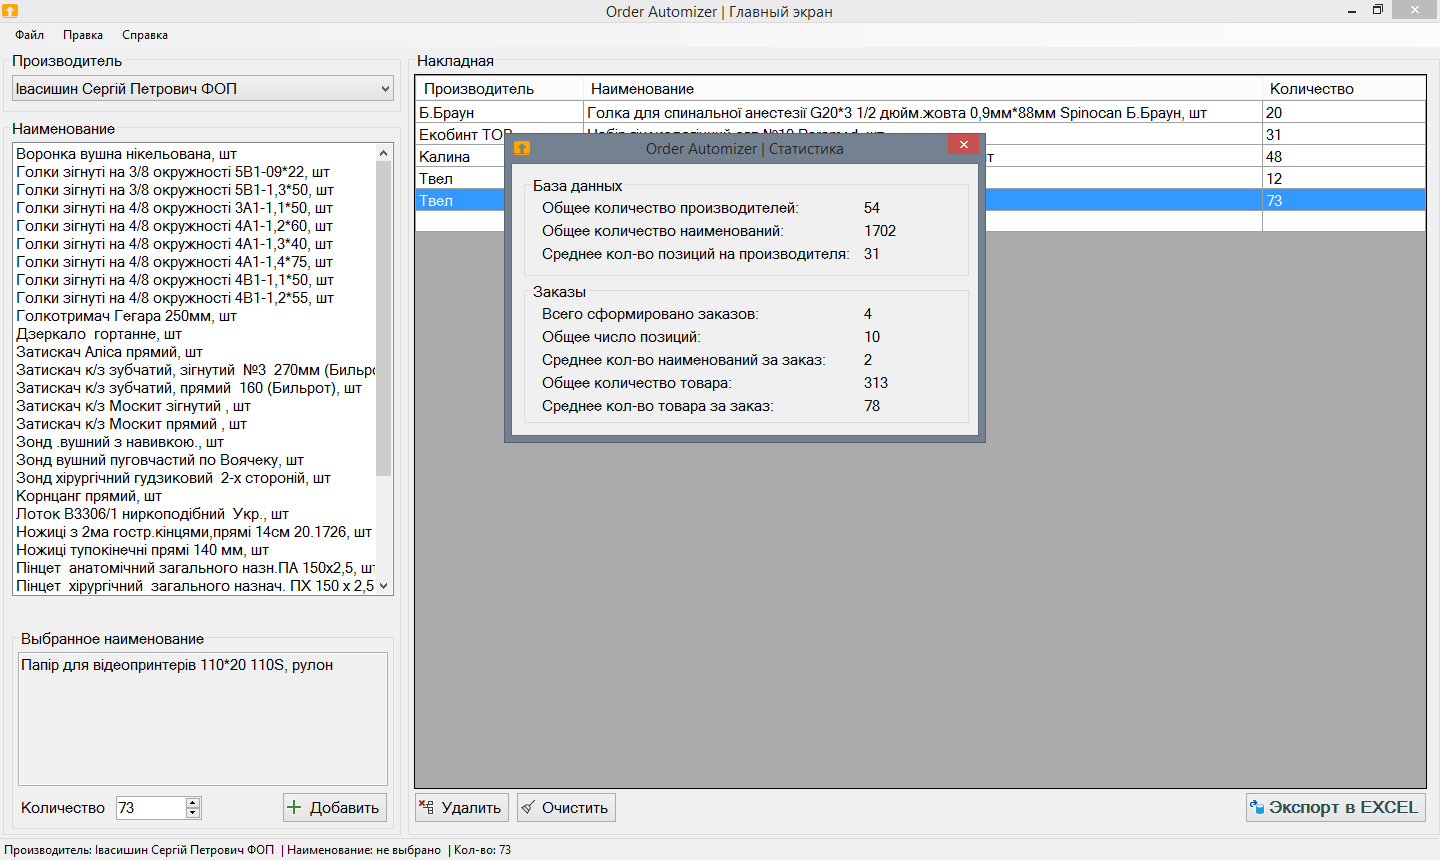 Order Automizer | Главный экран
Файл Правка Справка
Производитель
Івасишин Сергій Петрович ФОП
Наименование
Воронка вушна нікельована, шт
Голки зігнуті на 3/8 окружності 5В1-09*22, шт
Голки зігнуті на 3/8 окружності 5В1-1,3*50, шт
Голки зігнуті на 4/8 окружності 3А1-1,1*50, шт
Голки зігнуті на 4/8 окружності 4А1-1,2*60, шт
Голки зігнуті на 4/8 окружності 4А1-1,3*40, шт
Голки зігнуті на 4/8 окружності 4А1-1,4*75, шт
Голки зігнуті на 4/8 окружності 4В1-1,1*50, шт
Голки зігнуті на 4/8 окружності 4В1-1,2*55, шт
Голкотримач Гегара 250мм, шт
Дзеркало  гортанне, шт
Затискач Аліса прямий, шт
Затискач к/з зубчатий, зігнутий  №3  270мм (Бильро
Затискач к/з зубчатий, прямий  160 (Бильрот), шт
Затискач к/з Москит зігнутий , шт
Затискач к/з Москит прямий , шт
Зонд .вушний з навивкою., шт
Зонд вушний пуговчастий по Воячеку, шт
Зонд хірургічний гудзиковий  2-х стороній, шт
Корнцанг прямий, шт
Лоток В3306/1 ниркоподібний  Укр., шт
Ножиці з 2ма гостр.кінцями,прямі 14см 20.1726, шт
Ножиці тупокінечні прямі 140 мм, шт
Пінцет  анатомічний загального назн.ПА 150х2,5, шт
Пінцет  хірургічний  загального назнач. ПХ 150 х 2,5
Выбранное наименование
Папір для відеопринтерів 110*20 110S, рулон
Количество 73 Добавить
Накладная
Производитель Наименование Количество
Б.Браун Голка для спинальної анестезії G20*3 1/2 дюйм.жовта 0,9мм*88мм Spinocan Б.Браун, шт 20
Екобинт ТОВ 31
Калина т 48
Твел 12
Твел 73
Order Automizer | Статистика
База данных
Общее количество производителей: 54
Общее количество наименований: 1702
Среднее кол-во позиций на производителя: 31
Заказы
Всего сформировано заказов: 4
Общее число позиций: 10
Среднее кол-во наименований за заказ: 2
Общее количество товара: 313
Среднее кол-во товара за заказ: 78
Удалить Очистить Экспорт в EXCEL
Производитель: Івасишин Сергій Петрович ФОП | Наименование: не выбрано | Кол-во: 73